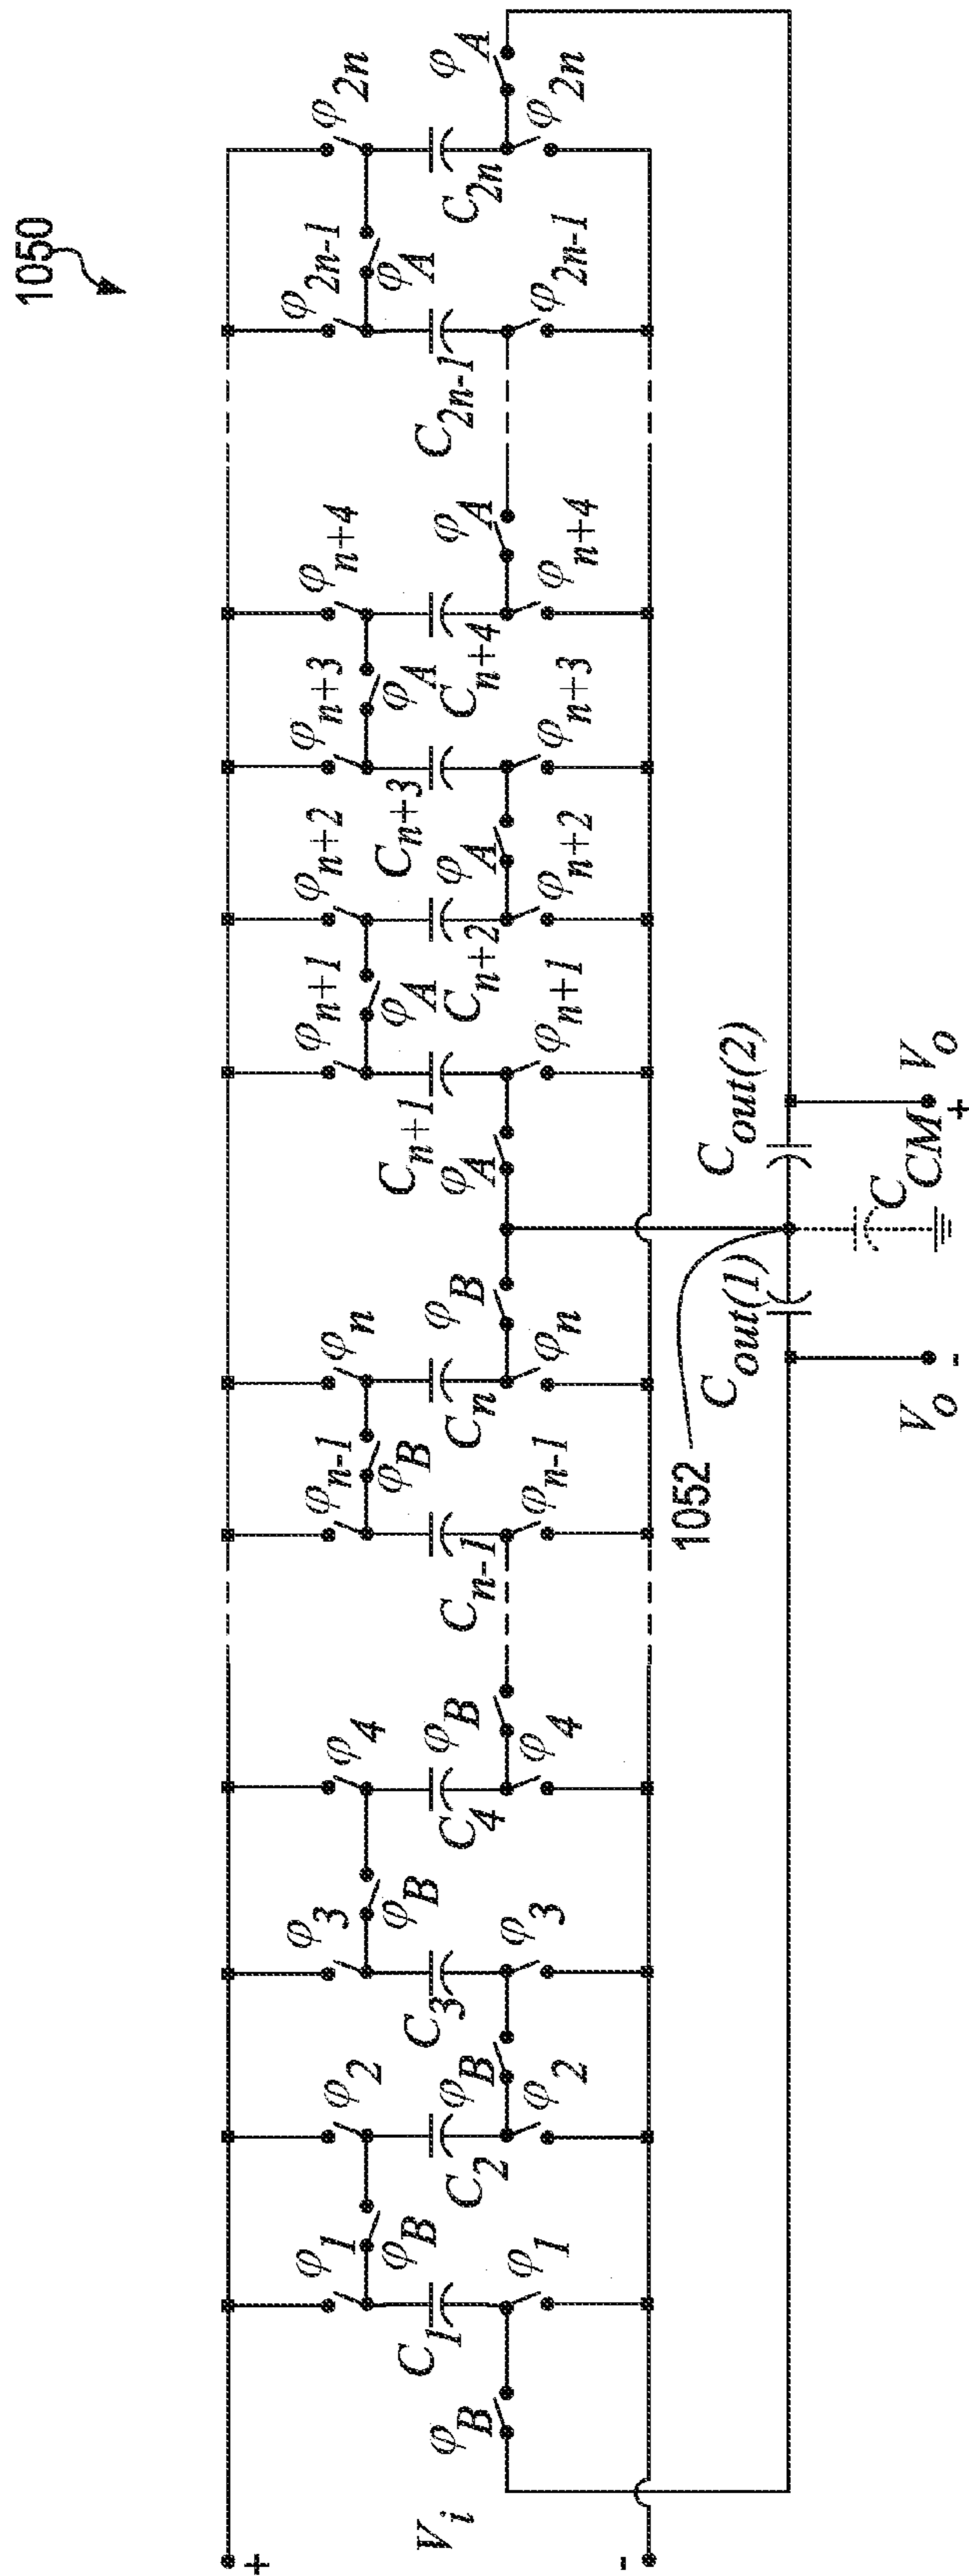 1050
φ1 φ2 φ3 φ4 φn-1 φn φn+1 φn+2 φn+3 φn+4 φ2n-1 φ2n
φB φB φB φA φA φA
C1 C2 C3 C4 Cn-1 Cn Cn+1 Cn+2 Cn+3 Cn+4 C2n-1 C2n
Vi
+
-
φB φB φB φB φA φA φA φA
φ1 φ2 φ3 φ4 φn-1 φn φn+1 φn+2 φn+3 φn+4 φ2n-1 φ2n
1052
Cout(1) Cout(2)
CCM
Vo - Vo +